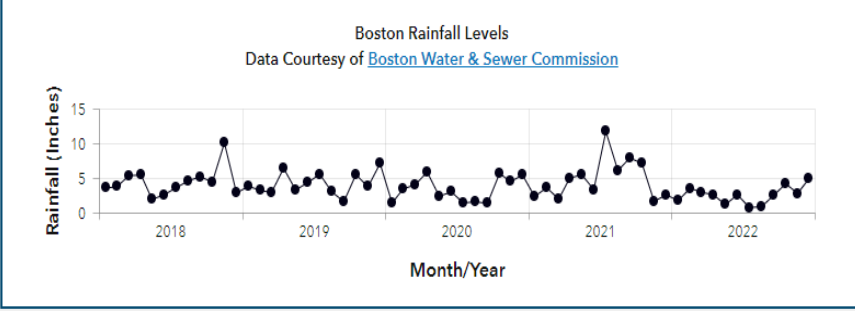 Boston Rainfall Levels
Data Courtesy of Boston Water & Sewer Commission
Rainfall (Inches)
15
10
5
0
2018 2019 2020 2021 2022
Month/Year